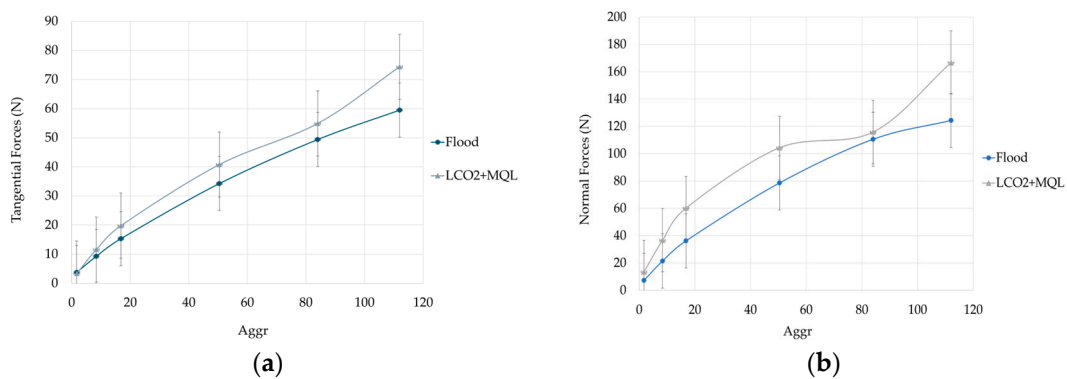 90
80
70
60
50
40
30
20
10
0
Tangential Forces (N)
0 20 40 60 80 100 120
Aggr
Flood
LCO2+MQL
(a)
200
180
160
140
120
100
80
60
40
20
0
Normal Forces (N)
0 20 40 60 80 100 120
Aggr
Flood
LCO2+MQL
(b)